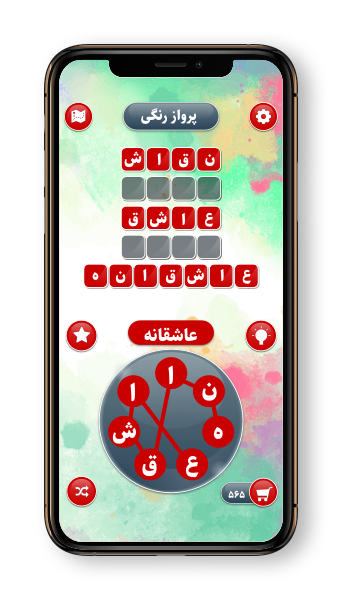 پرواز رنگی
ن ق ا ش
ع ا ش ق
ع ا ش ق ا ن ه
عاشقانه
ا
ن ا
ه ش
ع ق
۵۶۵